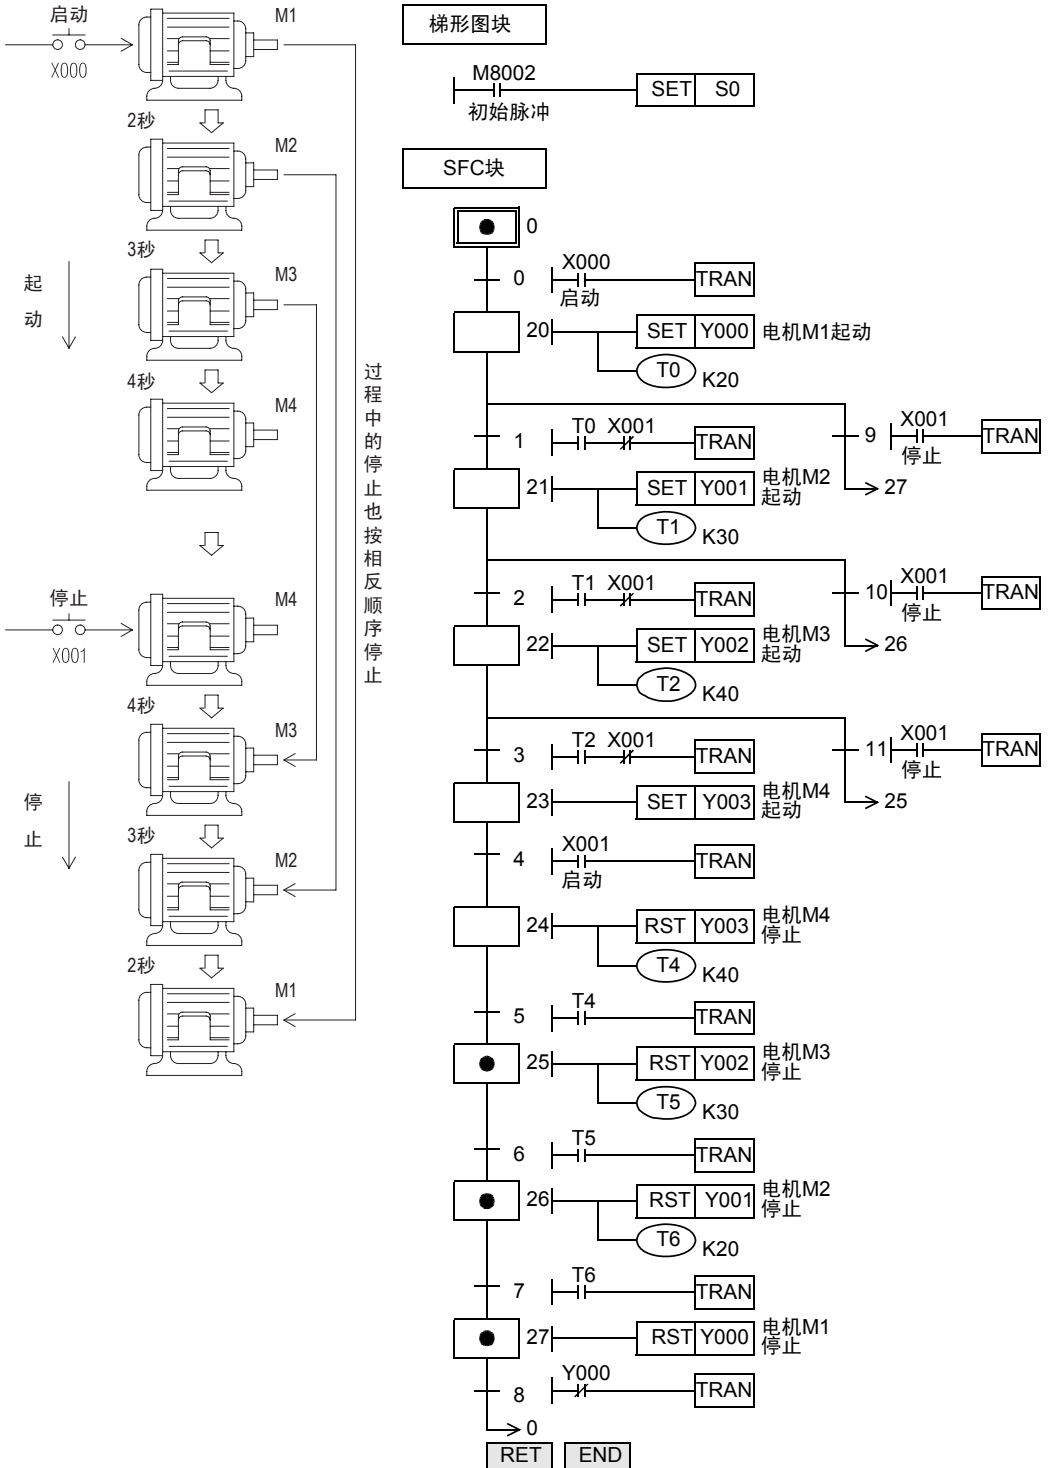 启动
X000
M1
2秒
M2
3秒
M3
起动
4秒
M4
停止
X001
M4
4秒
M3
停止
3秒
M2
2秒
M1
过程中的停止也按相反顺序停止
梯形图块
M8002
初始脉冲
SET S0
SFC块
0
0 X000 TRAN
启动
20 SET Y000 电机M1起动
T0 K20
1 T0 X001 TRAN
9 X001 TRAN
停止
27
21 SET Y001 电机M2
起动
T1 K30
2 T1 X001 TRAN
10 X001 TRAN
停止
26
22 SET Y002 电机M3
起动
T2 K40
3 T2 X001 TRAN
11 X001 TRAN
停止
25
23 SET Y003 电机M4
起动
4 X001 TRAN
启动
24 RST Y003 电机M4
停止
T4 K40
5 T4 TRAN
25 RST Y002 电机M3
停止
T5 K30
6 T5 TRAN
26 RST Y001 电机M2
停止
T6 K20
7 T6 TRAN
27 RST Y000 电机M1
停止
8 Y000 TRAN
0
RET END